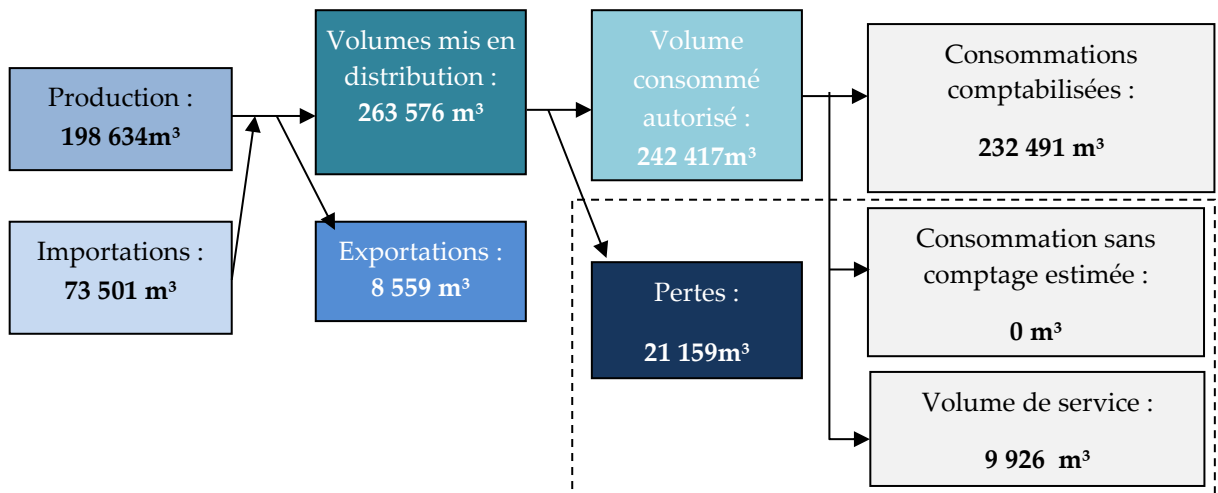 Production :
198 634m³
Importations :
73 501 m³
Volumes mis en
distribution :
263 576 m³
Exportations :
8 559 m³
Volume
consommé
autorisé :
242 417m³
Pertes :
21 159m³
Consommations
comptabilisées :
232 491 m³
Consommation sans
comptage estimée :
0 m³
Volume de service :
9 926 m³